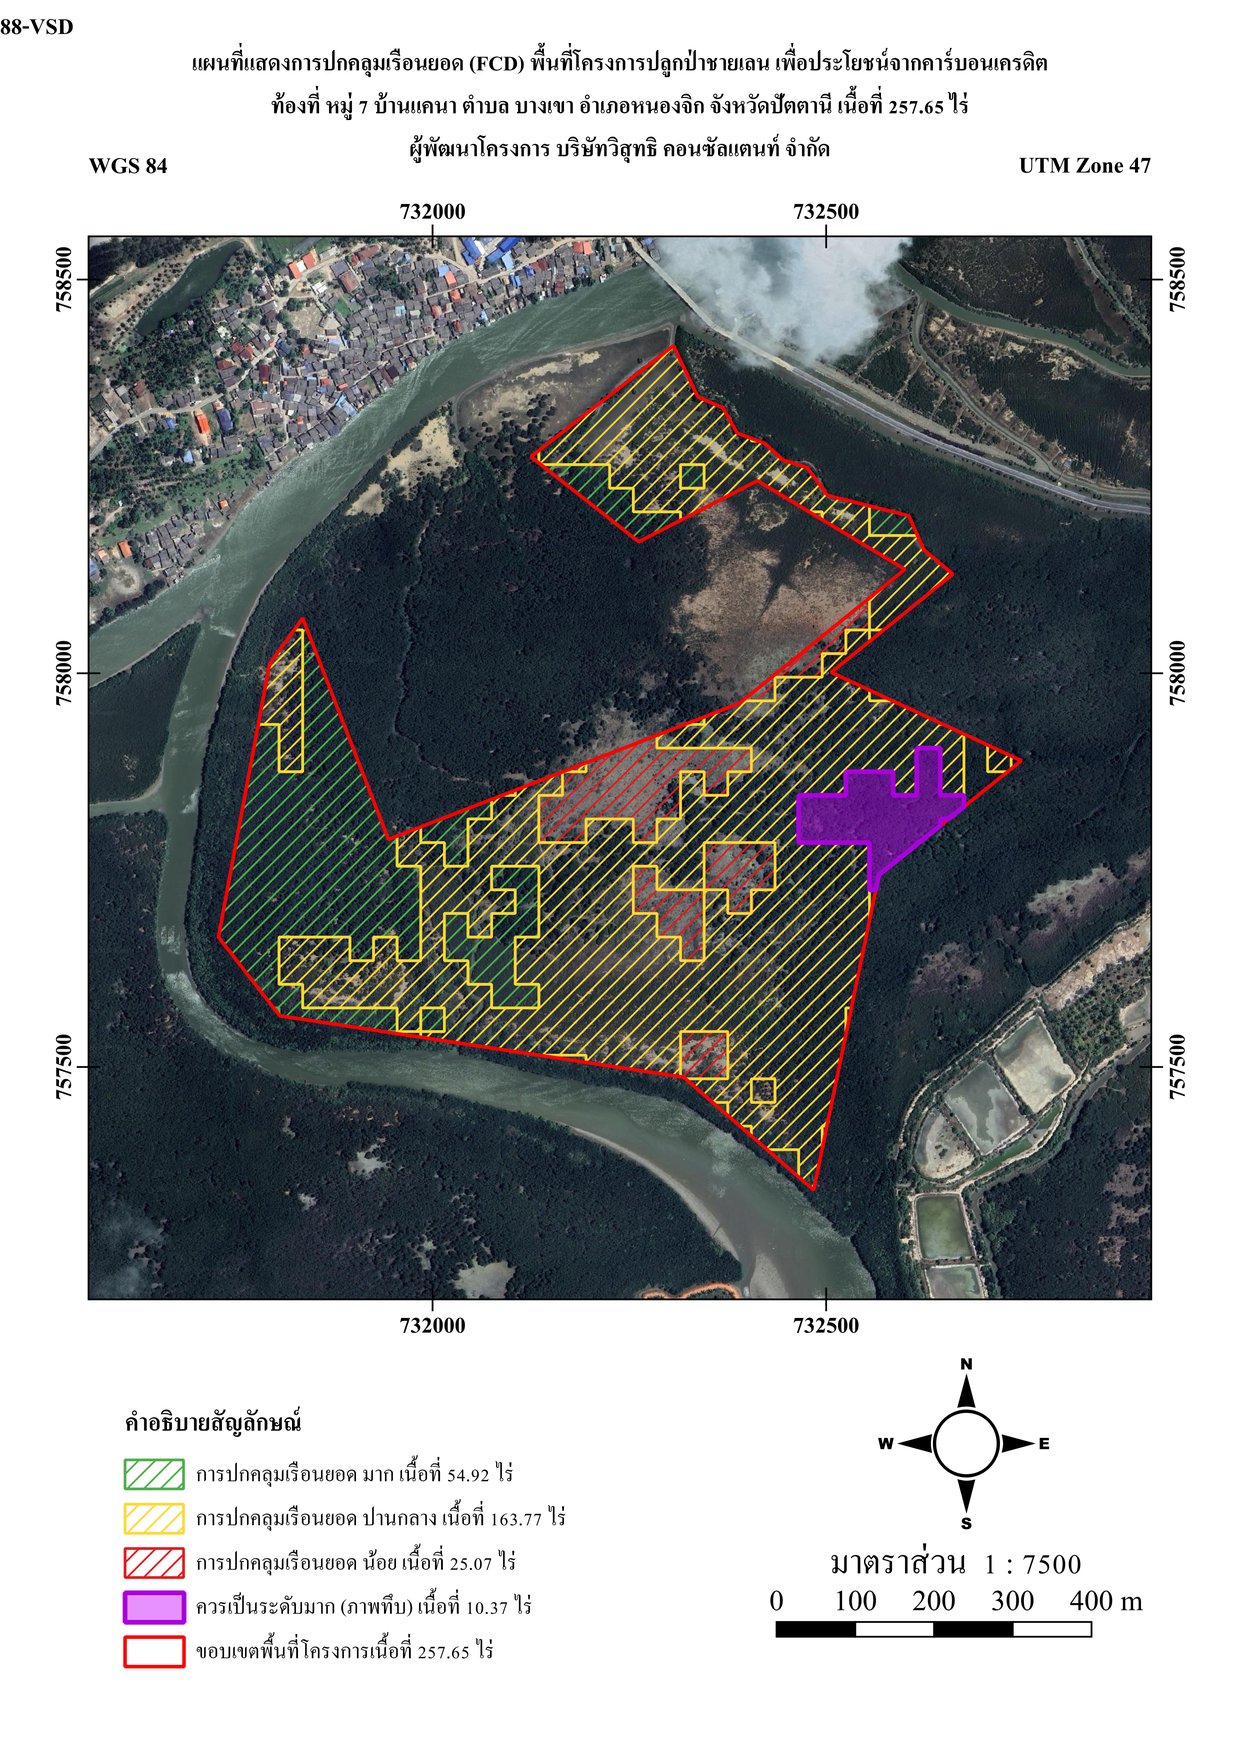 88-VSD
แผนที่แสดงการปกคลุมเรือนยอด (FCD) พื้นที่โครงการปลูกป่าชายเลน เพื่อประโยชน์จากคาร์บอนเครดิต
ท้องที่ หมู่ 7 บ้านแคนา ตำบล บางเขา อำเภอหนองจิก จังหวัดปัตตานี เนื้อที่ 257.65 ไร่
ผู้พัฒนาโครงการ บริษัทวิสุทธิ คอนซัลแตนท์ จำกัด
WGS 84
UTM Zone 47
732000
732500
758500
758500
758000
758000
757500
757500
732000
732500
N
W
E
S
คำอธิบายสัญลักษณ์
การปกคลุมเรือนยอด มาก เนื้อที่ 54.92 ไร่
การปกคลุมเรือนยอด ปานกลาง เนื้อที่ 163.77 ไร่
การปกคลุมเรือนยอด น้อย เนื้อที่ 25.07 ไร่
ควรเป็นระดับมาก (ภาพทึบ) เนื้อที่ 10.37 ไร่
ขอบเขตพื้นที่โครงการเนื้อที่ 257.65 ไร่
มาตราส่วน 1 : 7500
0 100 200 300 400 m